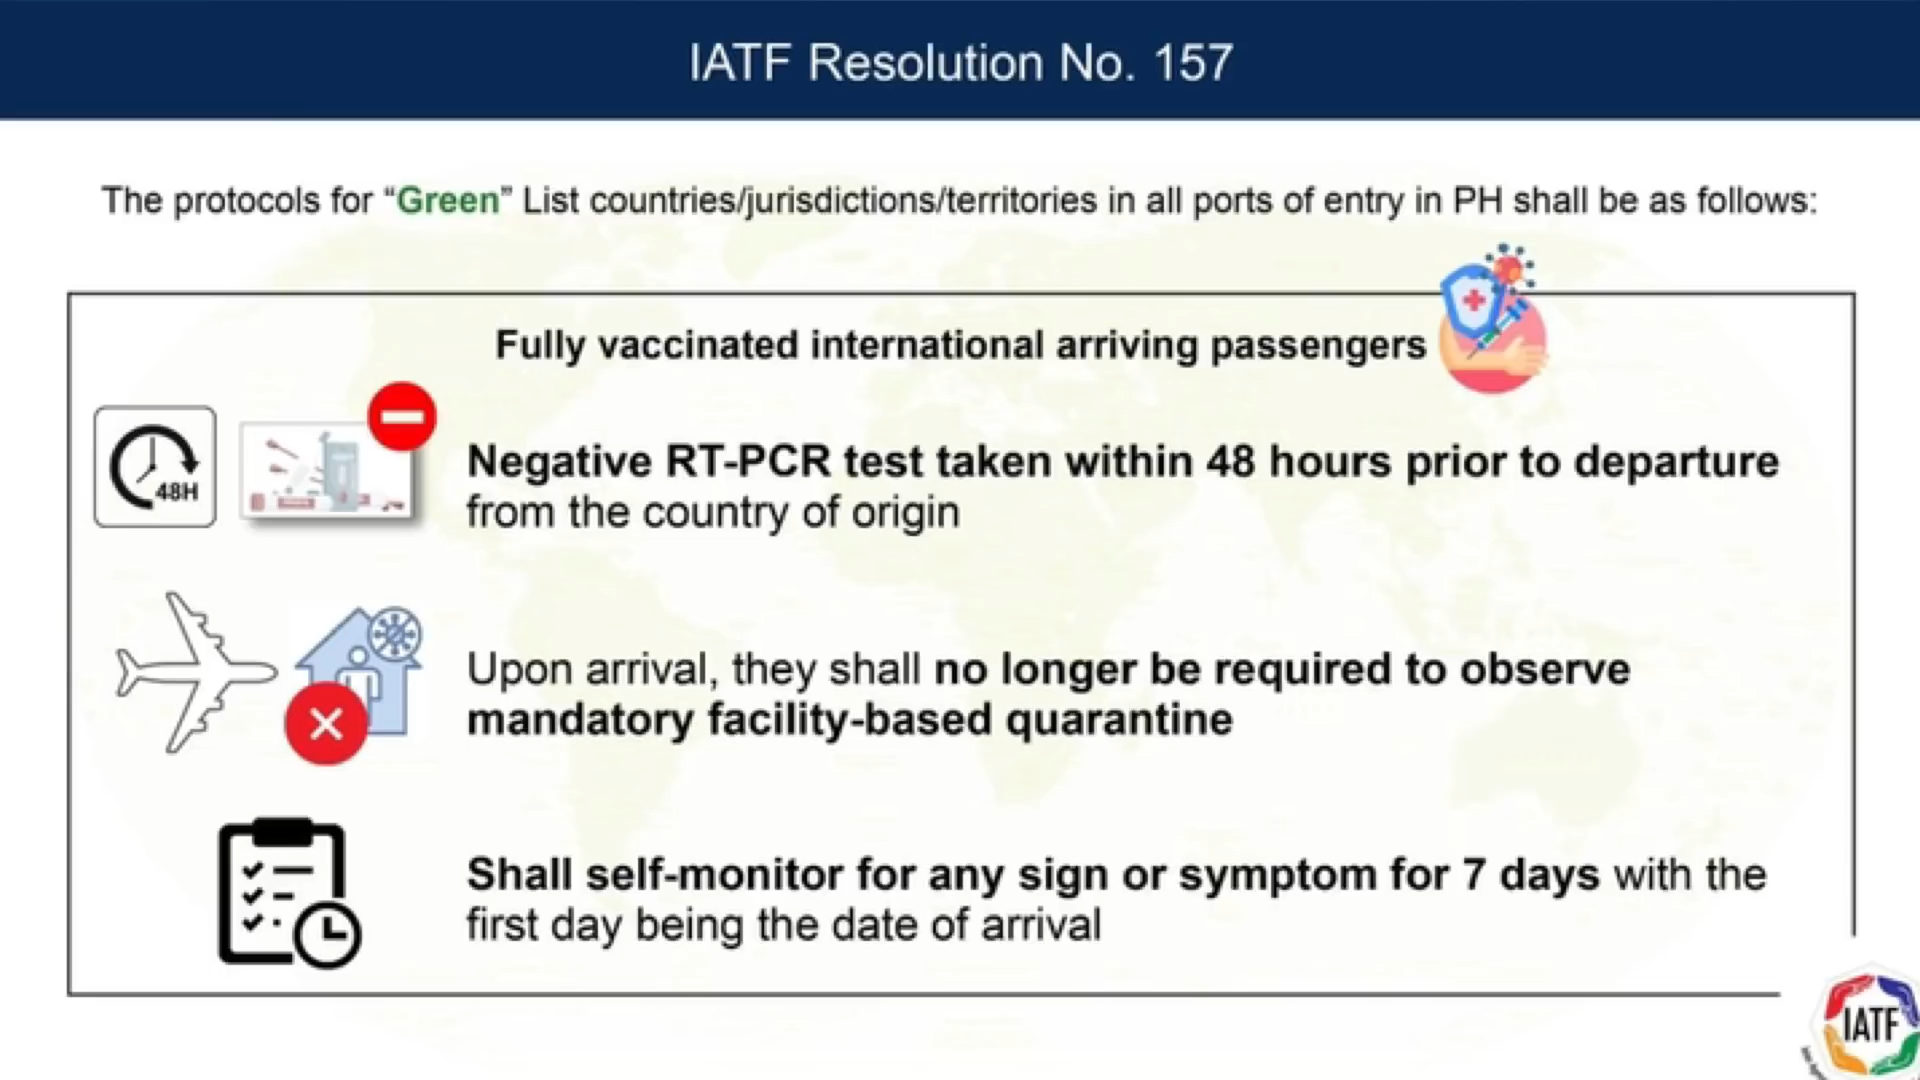 IATF Resolution No. 157
The protocols for “Green” List countries/jurisdictions/territories in all ports of entry in PH shall be as follows:
Fully vaccinated international arriving passengers
48H
Negative RT-PCR test taken within 48 hours prior to departure
from the country of origin
Upon arrival, they shall no longer be required to observe
mandatory facility-based quarantine
Shall self-monitor for any sign or symptom for 7 days with the
first day being the date of arrival
IATF